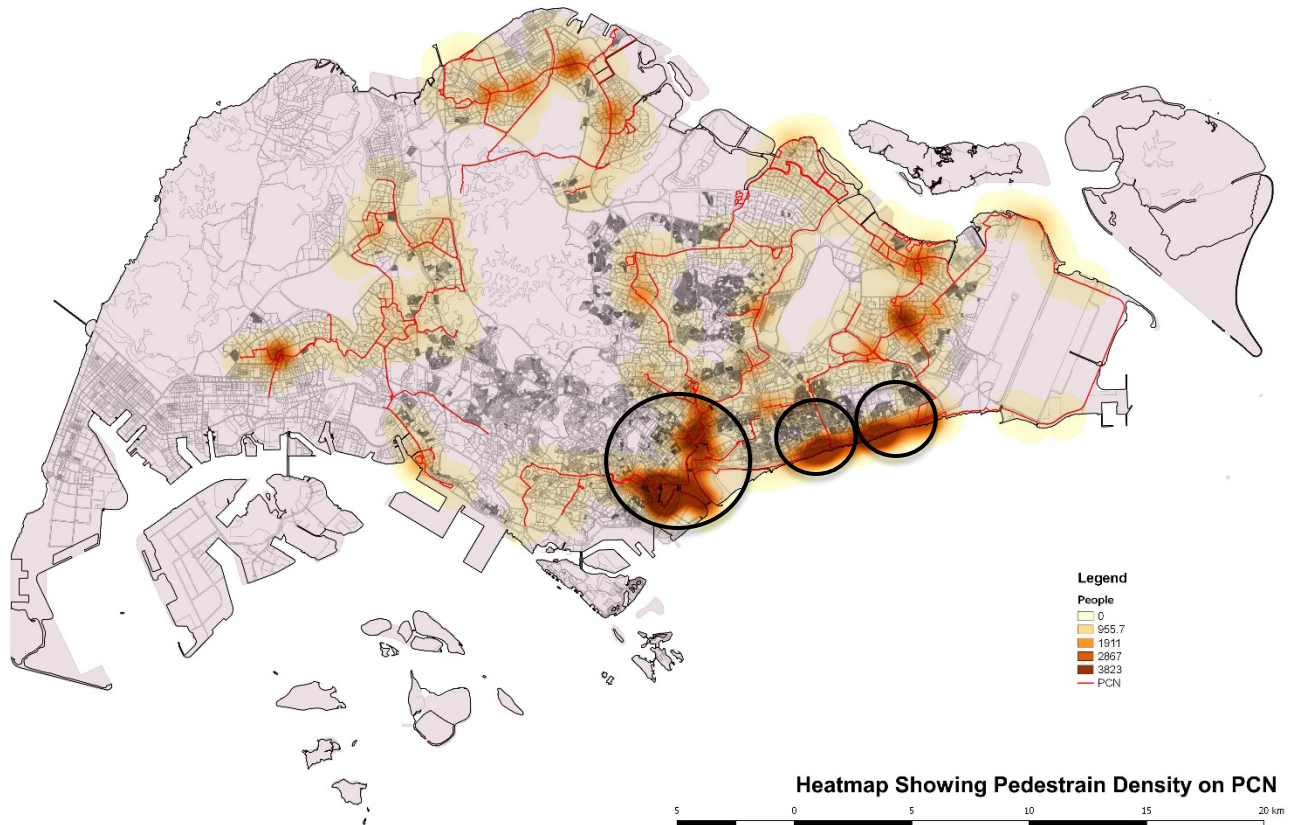 Legend
People
0
955.7
1911
2867
3823
PCN
Heatmap Showing Pedestrain Density on PCN
5 0 5 10 15 20 km